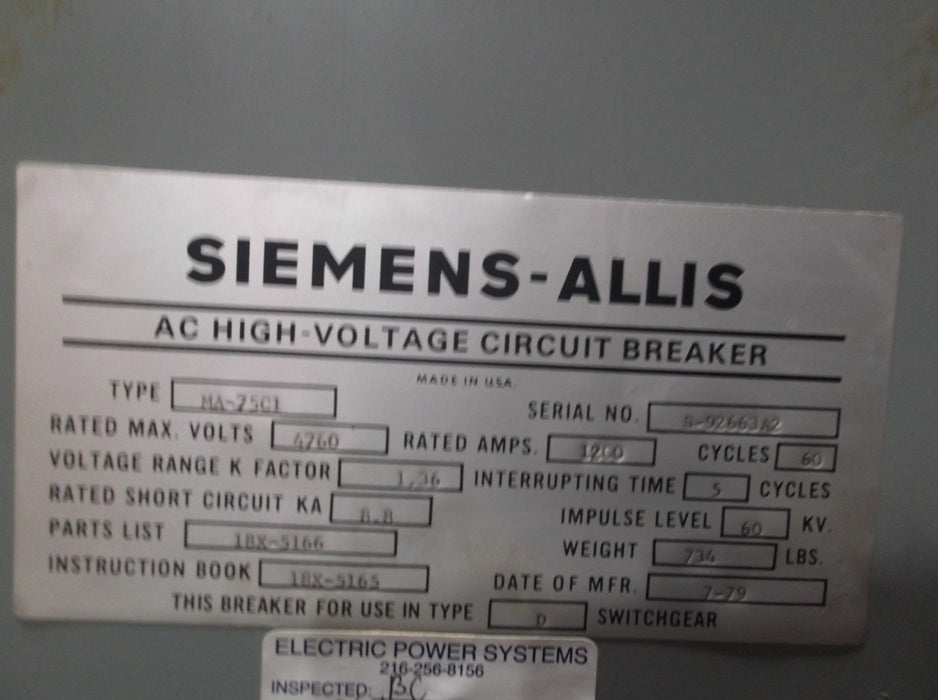 SIEMENS-ALLIS
AC HIGH-VOLTAGE CIRCUIT BREAKER
MADE IN U.S.A.
TYPE MA-75C1 SERIAL NO. 8-92663A2
RATED MAX. VOLTS 4760 RATED AMPS. 1200 CYCLES 60
VOLTAGE RANGE K FACTOR 1.36 INTERRUPTING TIME 5 CYCLES
RATED SHORT CIRCUIT KA 8.8 IMPULSE LEVEL 60 KV.
PARTS LIST 18X-5166 WEIGHT 734 LBS.
INSTRUCTION BOOK 18X-5165 DATE OF MFR. 7-79
THIS BREAKER FOR USE IN TYPE D SWITCHGEAR
ELECTRIC POWER SYSTEMS
216-256-8156
INSPECTED: BC